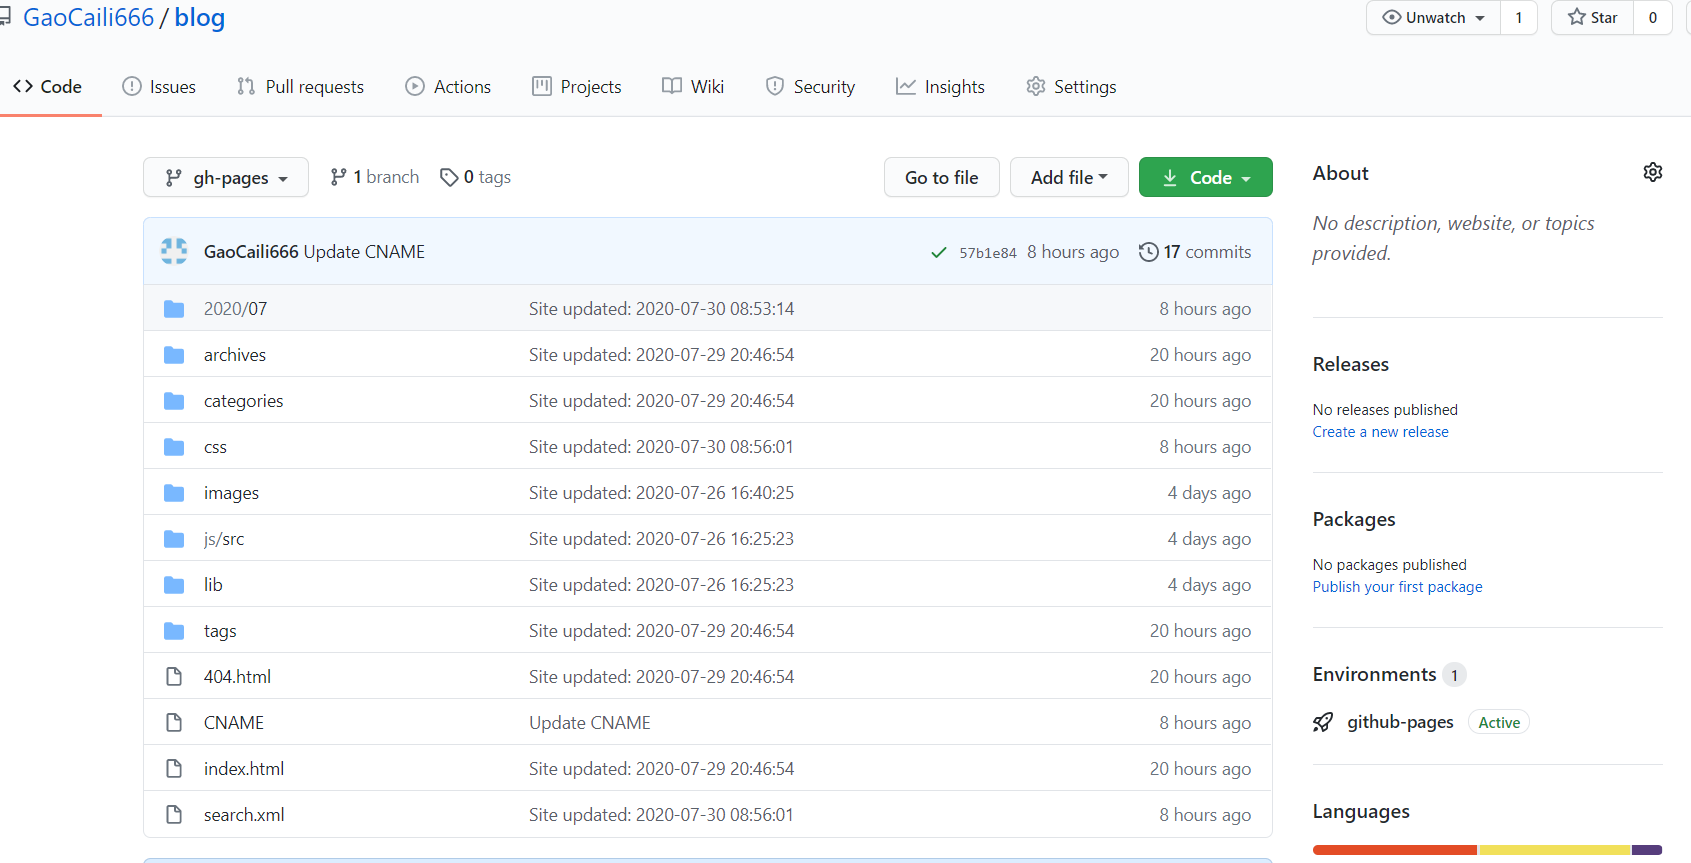 GaoCaili666 / blog
Unwatch 1 Star 0
Code Issues Pull requests Actions Projects Wiki Security Insights Settings
gh-pages 1 branch 0 tags Go to file Add file Code
GaoCaili666 Update CNAME 57b1e84 8 hours ago 17 commits
2020/07 Site updated: 2020-07-30 08:53:14 8 hours ago
archives Site updated: 2020-07-29 20:46:54 20 hours ago
categories Site updated: 2020-07-29 20:46:54 20 hours ago
css Site updated: 2020-07-30 08:56:01 8 hours ago
images Site updated: 2020-07-26 16:40:25 4 days ago
js/src Site updated: 2020-07-26 16:25:23 4 days ago
lib Site updated: 2020-07-26 16:25:23 4 days ago
tags Site updated: 2020-07-29 20:46:54 20 hours ago
404.html Site updated: 2020-07-29 20:46:54 20 hours ago
CNAME Update CNAME 8 hours ago
index.html Site updated: 2020-07-29 20:46:54 20 hours ago
search.xml Site updated: 2020-07-30 08:56:01 8 hours ago
About
No description, website, or topics
provided.
Releases
No releases published
Create a new release
Packages
No packages published
Publish your first package
Environments 1
github-pages Active
Languages